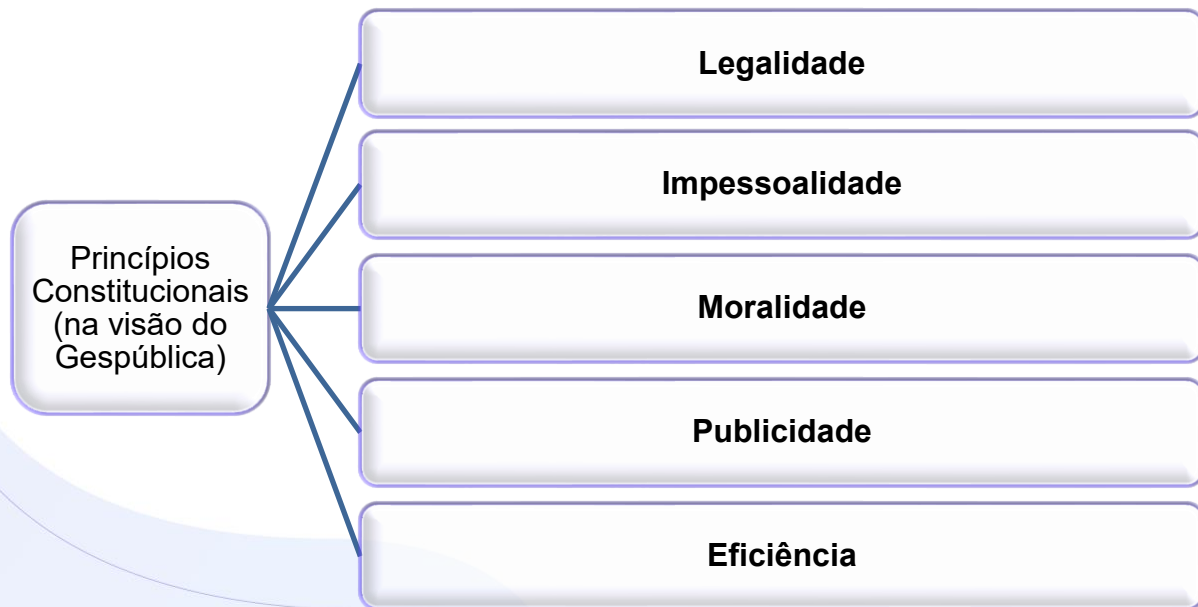 Princípios
Constitucionais
(na visão do
Gespública)
Legalidade
Impessoalidade
Moralidade
Publicidade
Eficiência